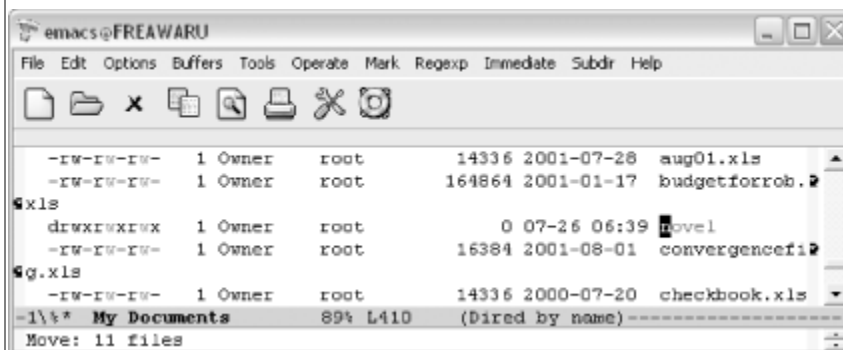 emacs@FREAWARU
File Edit Options Buffers Tools Operate Mark Regexp Immediate Subdir Help
-rw-rw-rw- 1 Owner root 14336 2001-07-28 aug01.xls
-rw-rw-rw- 1 Owner root 164864 2001-01-17 budgetforrob.
xls
drwxrwxrwx 1 Owner root 0 07-26 06:39 novel
-rw-rw-rw- 1 Owner root 16384 2001-08-01 convergencefi
g.xls
-rw-rw-rw- 1 Owner root 14336 2000-07-20 checkbook.xls
-1\%* My Documents 89% L410 (Dired by name)--------------------
Move: 11 files